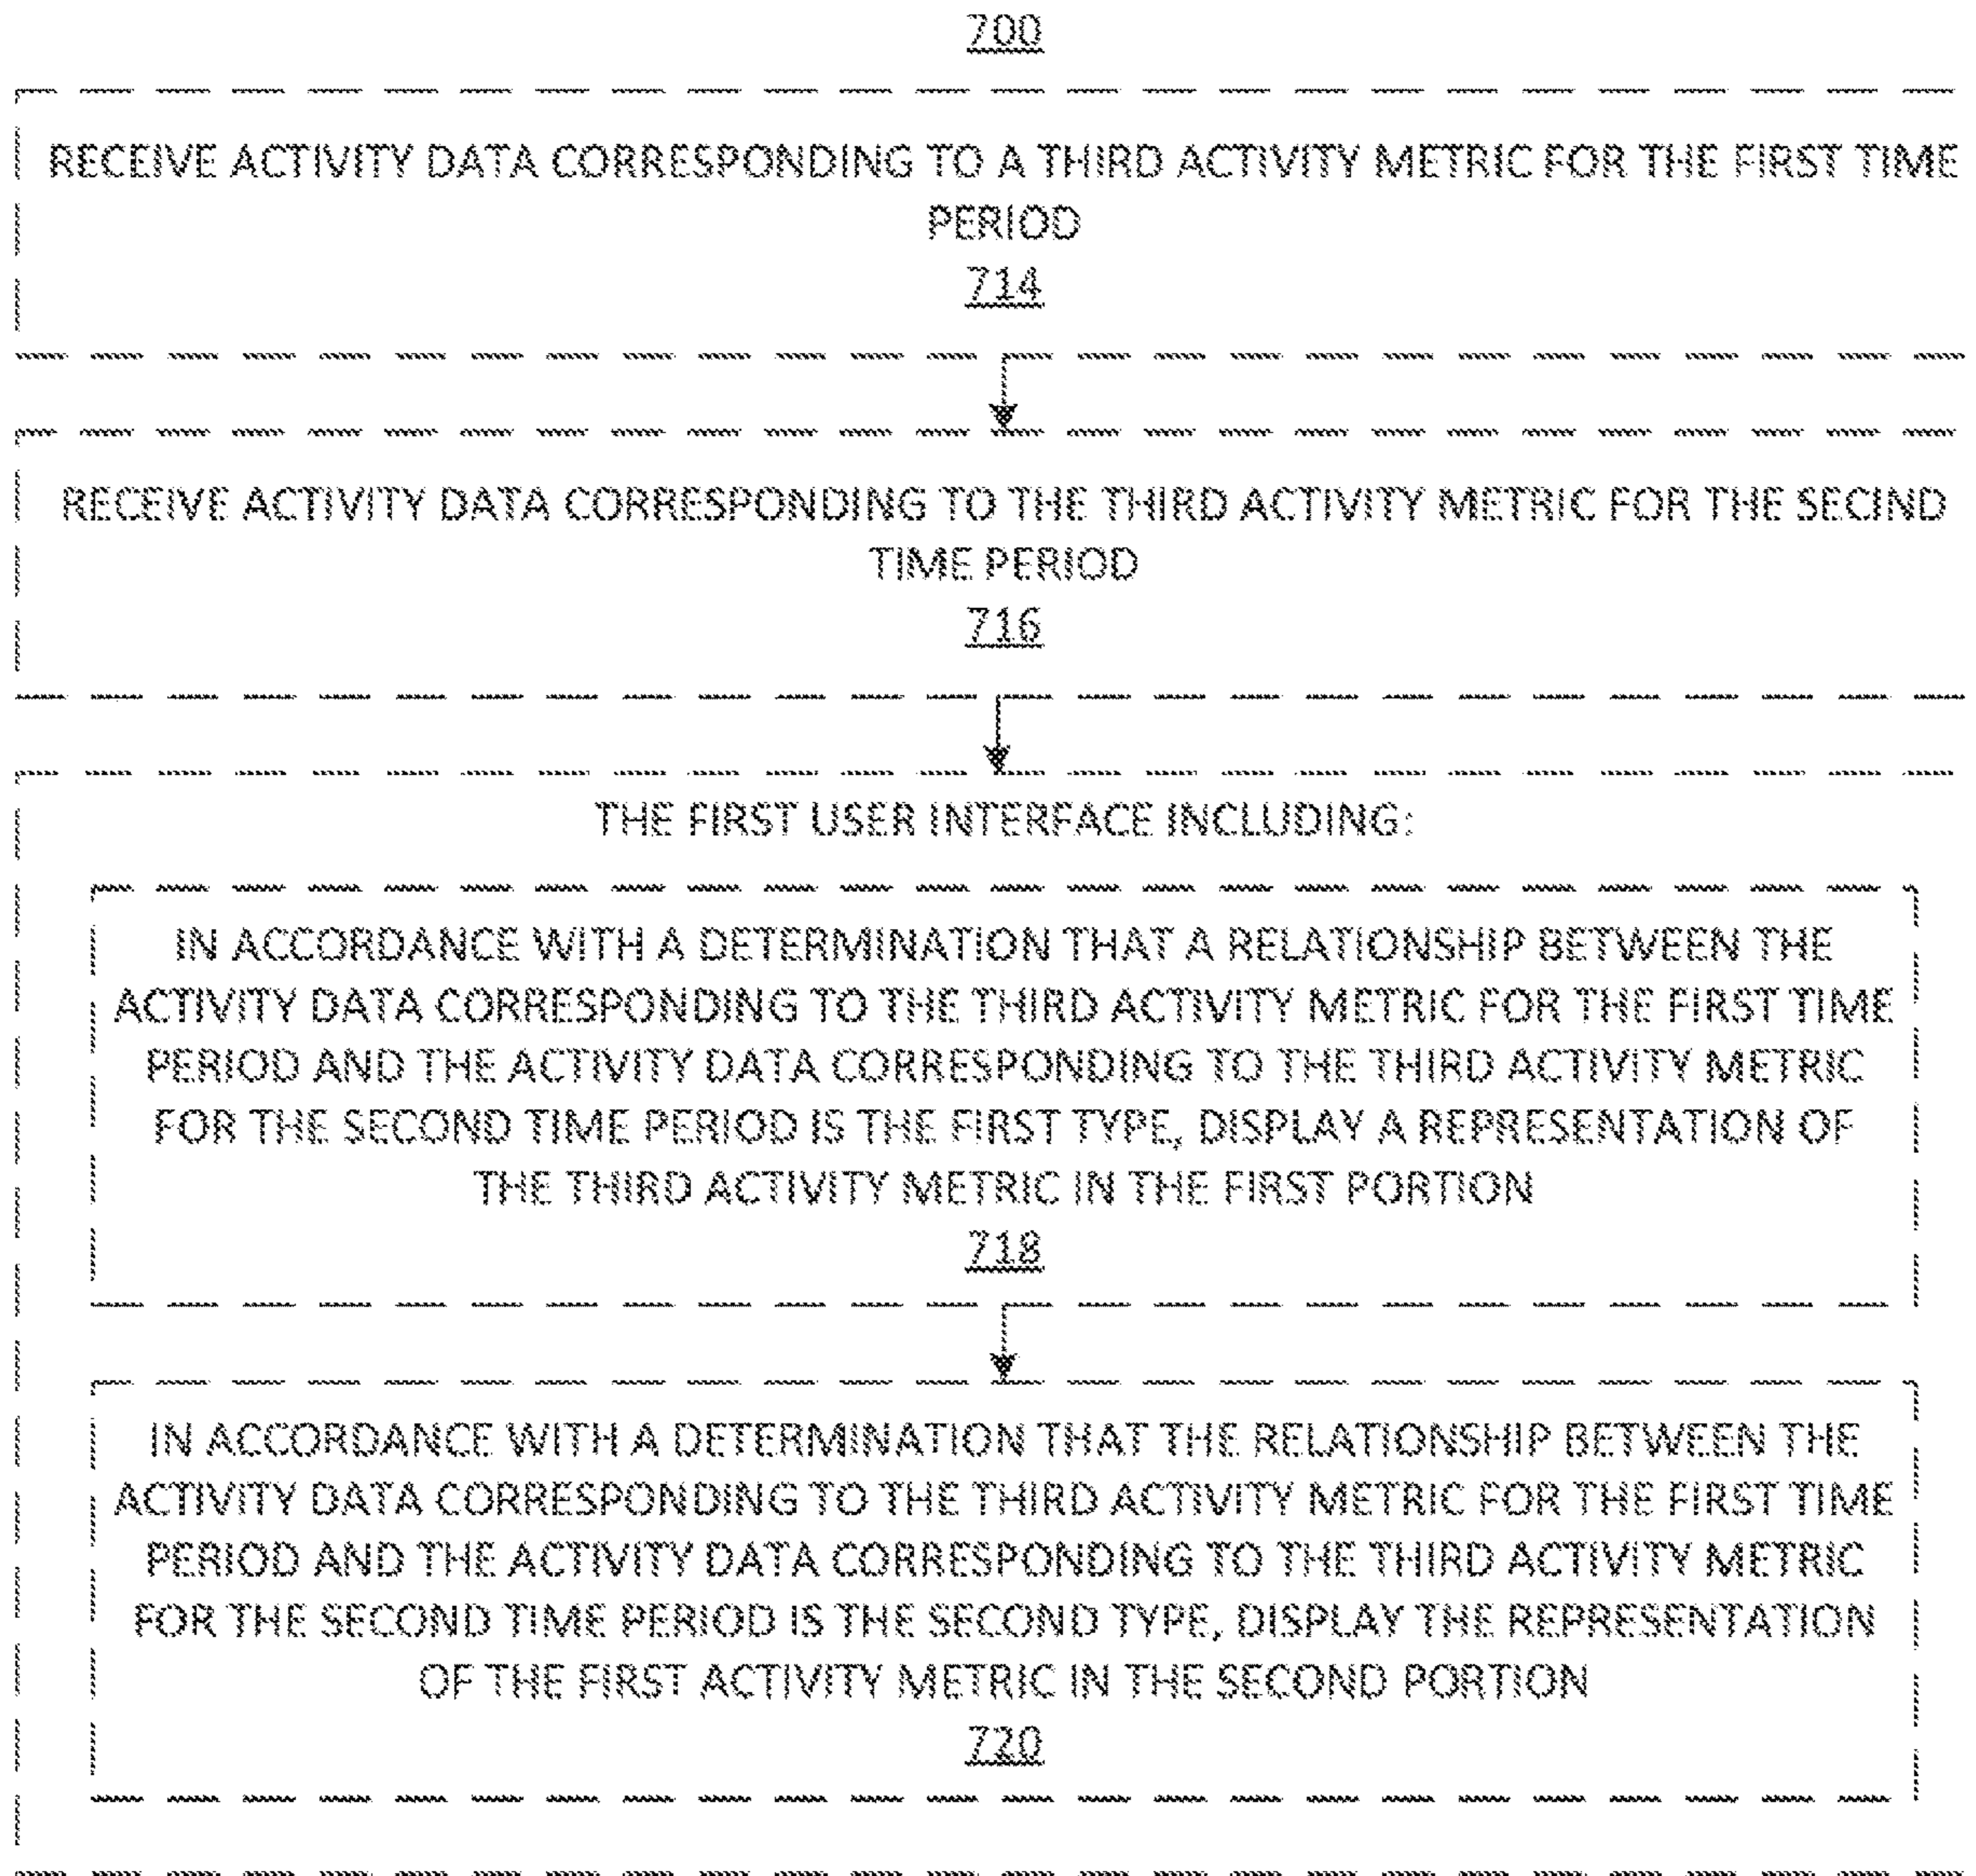 700
RECEIVE ACTIVITY DATA CORRESPONDING TO A THIRD ACTIVITY METRIC FOR THE FIRST TIME
PERIOD
714
RECEIVE ACTIVITY DATA CORRESPONDING TO THE THIRD ACTIVITY METRIC FOR THE SECIND
TIME PERIOD
716
THE FIRST USER INTERFACE INCLUDING:
IN ACCORDANCE WITH A DETERMINATION THAT A RELATIONSHIP BETWEEN THE
ACTIVITY DATA CORRESPONDING TO THE THIRD ACTIVITY METRIC FOR THE FIRST TIME
PERIOD AND THE ACTIVITY DATA CORRESPONDING TO THE THIRD ACTIVITY METRIC
FOR THE SECOND TIME PERIOD IS THE FIRST TYPE, DISPLAY A REPRESENTATION OF
THE THIRD ACTIVITY METRIC IN THE FIRST PORTION
718
IN ACCORDANCE WITH A DETERMINATION THAT THE RELATIONSHIP BETWEEN THE
ACTIVITY DATA CORRESPONDING TO THE THIRD ACTIVITY METRIC FOR THE FIRST TIME
PERIOD AND THE ACTIVITY DATA CORRESPONDING TO THE THIRD ACTIVITY METRIC
FOR THE SECOND TIME PERIOD IS THE SECOND TYPE, DISPLAY THE REPRESENTATION
OF THE FIRST ACTIVITY METRIC IN THE SECOND PORTION
720